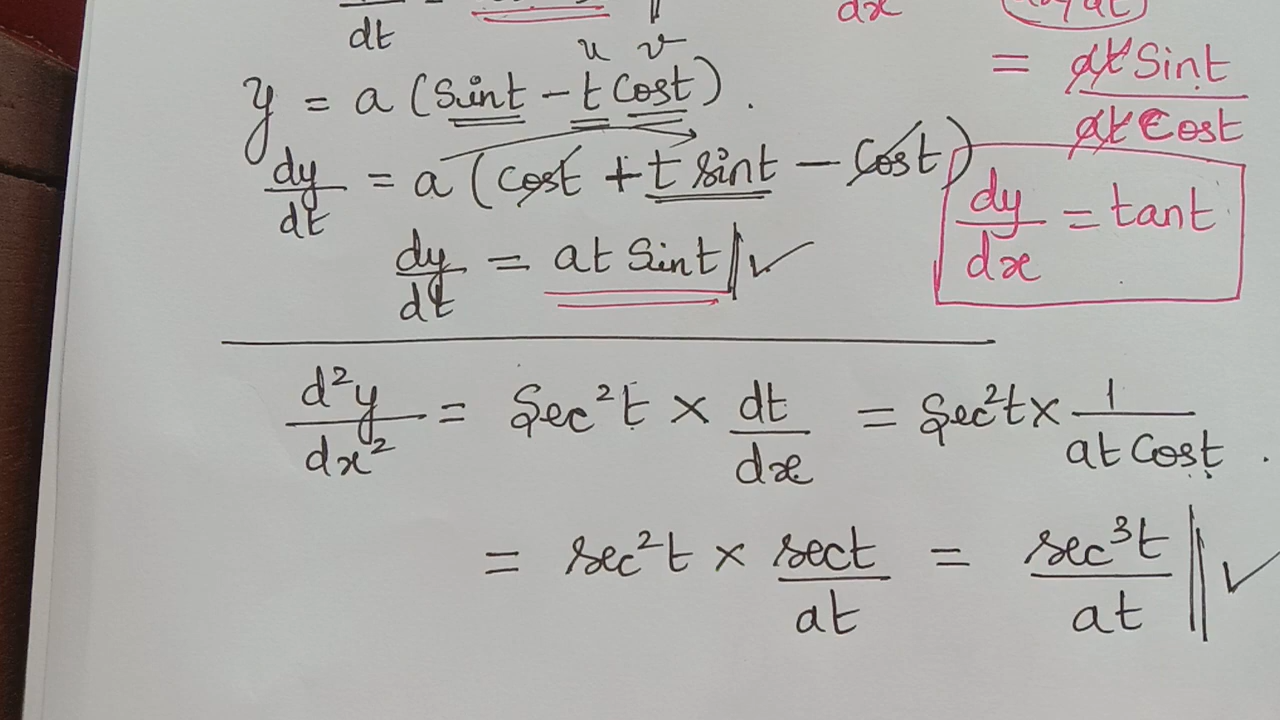 dt
dx
u v
y = a (Sint - t Cost).
= at Sint / at Cost
dy/dt = a (Cost + t sint - Cost)
dy/dx = tant
dy/dt = at Sint
d²y/dx² = Sec²t × dt/dx = Sec²t × 1/at Cost.
= sec²t × sect/at = sec³t/at